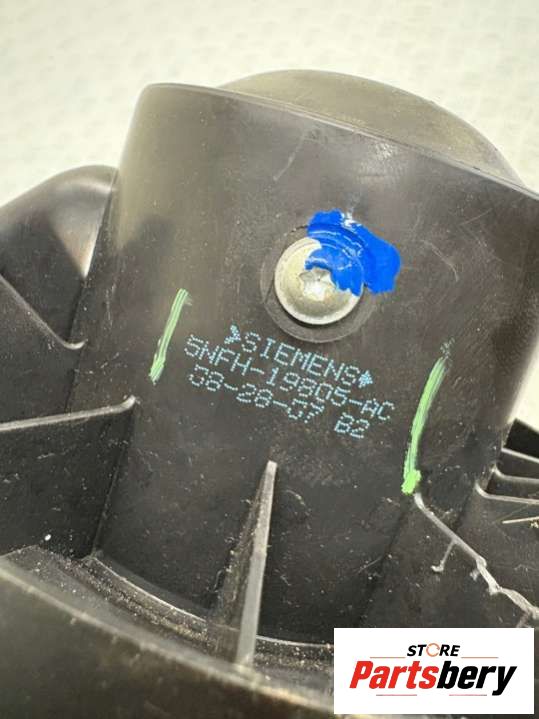 SIEMENS
5NFH-19805-AC
08-28-07 B2
STORE
Partsbery